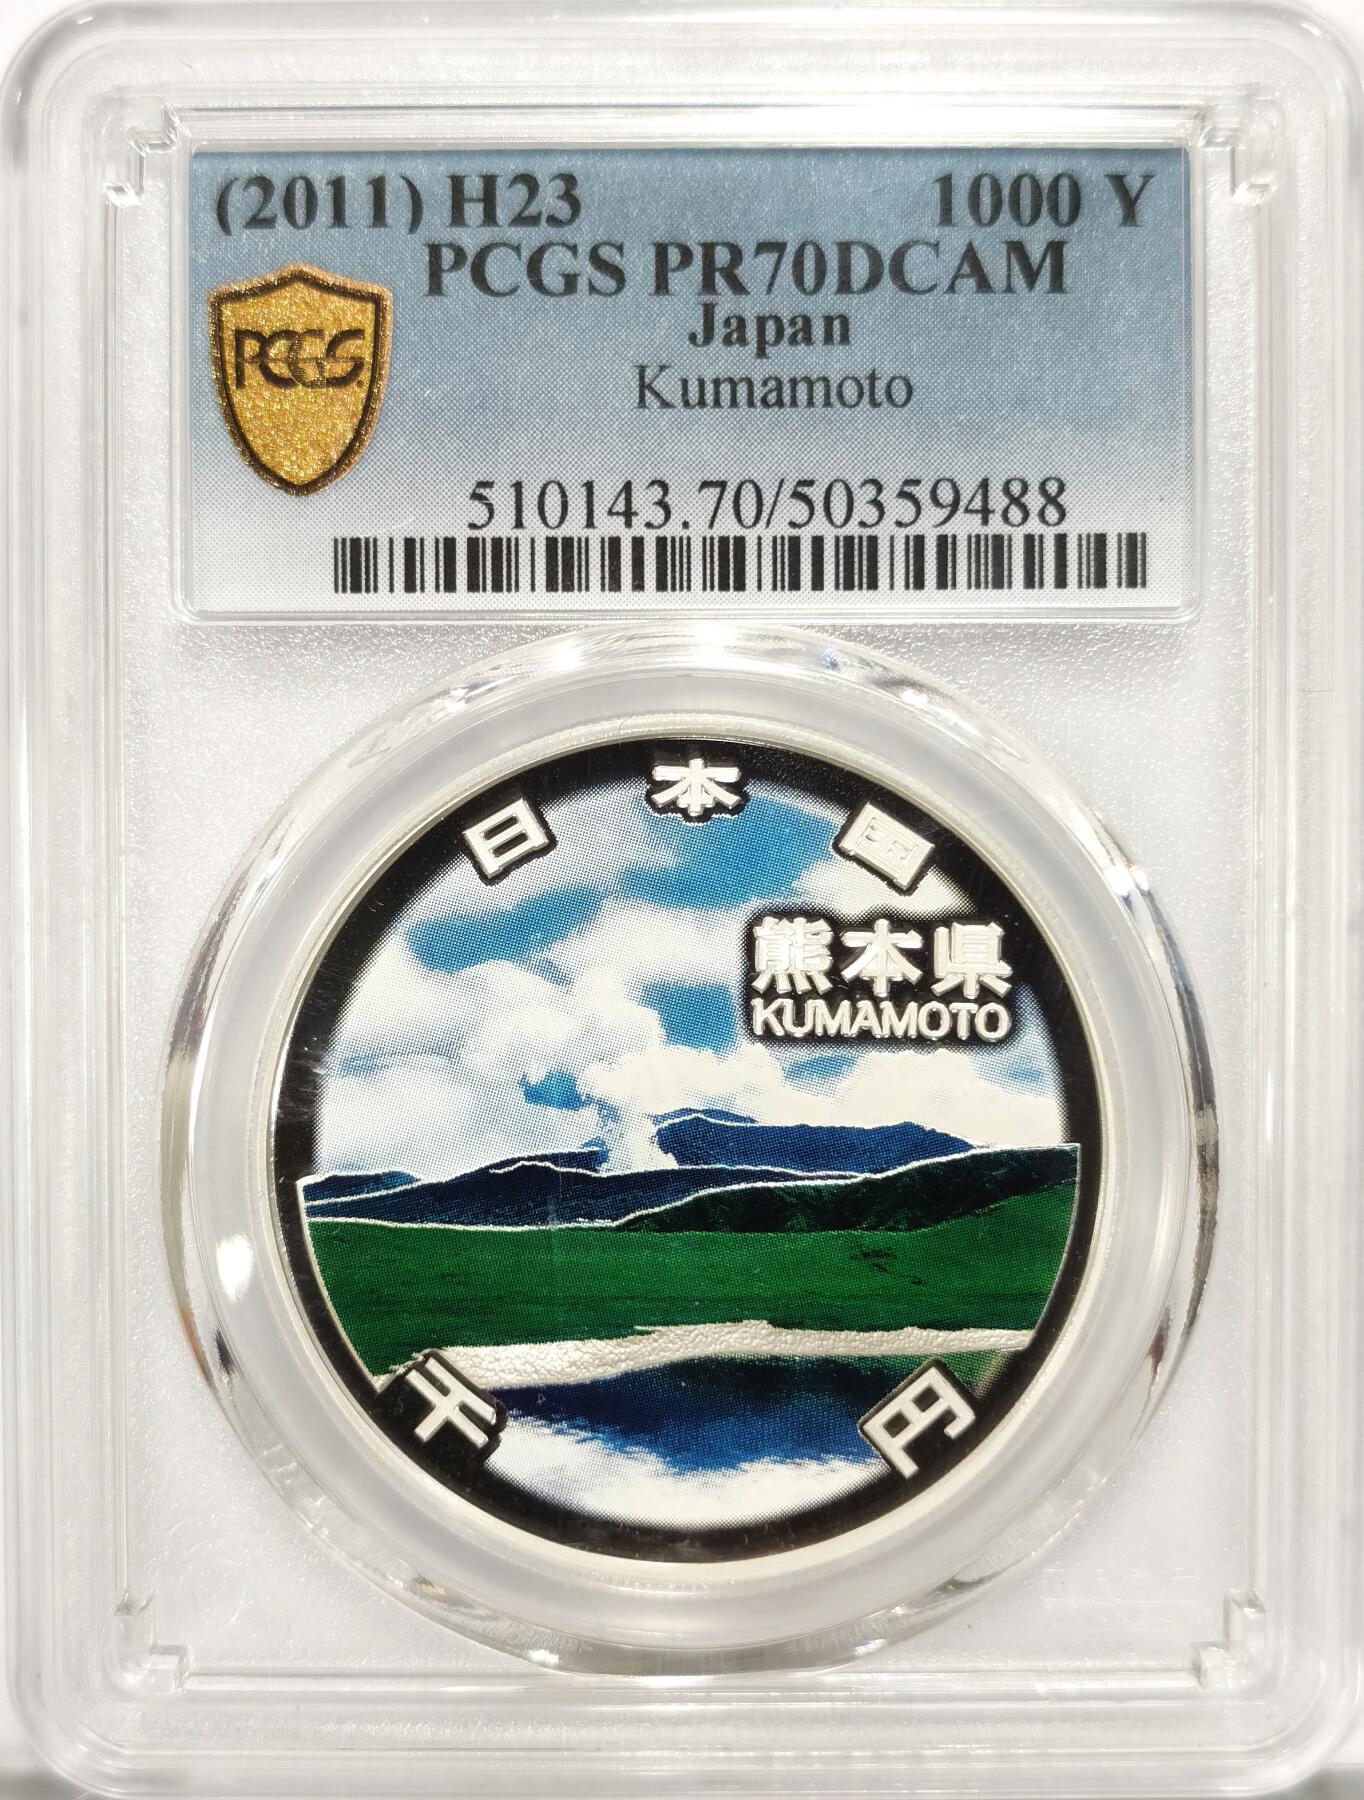 (2011) H23 1000 Y
PCGS PR70DCAM
Japan
PCGS
Kumamoto
510143.70/50359488
日本国
熊本県
KUMAMOTO
千円